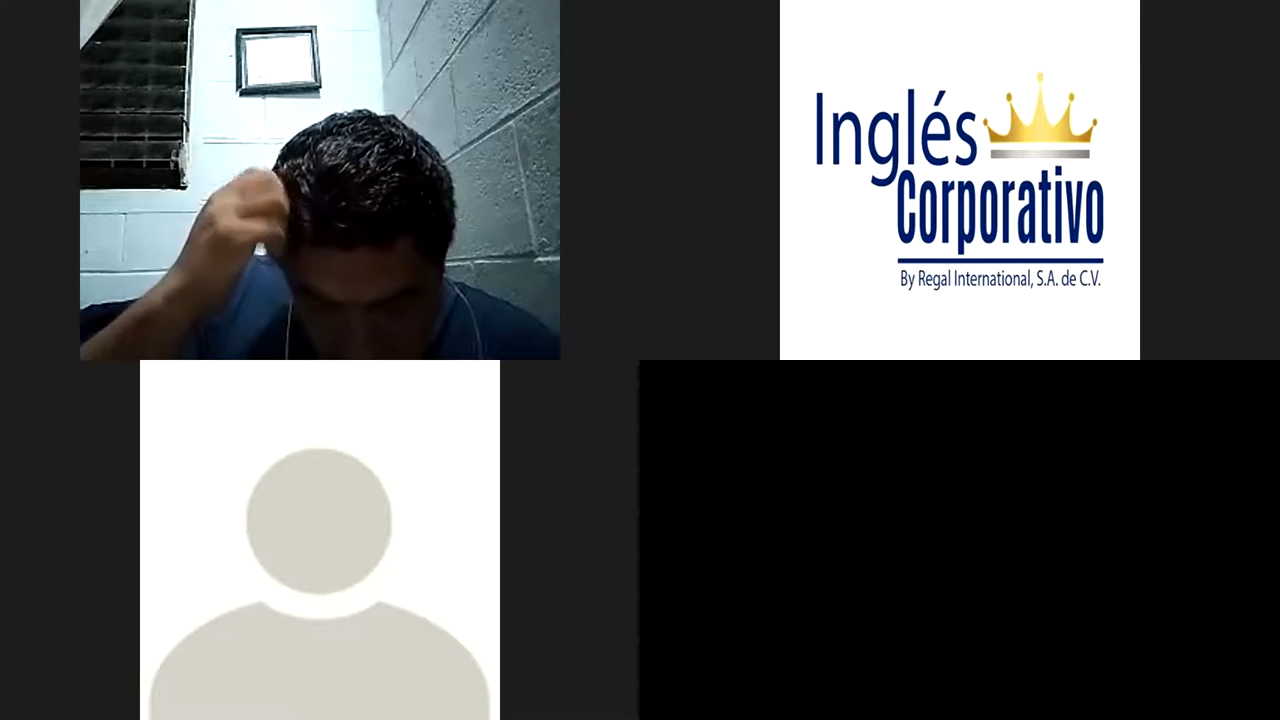 Inglés
Corporativo
By Regal International, S.A. de C.V.